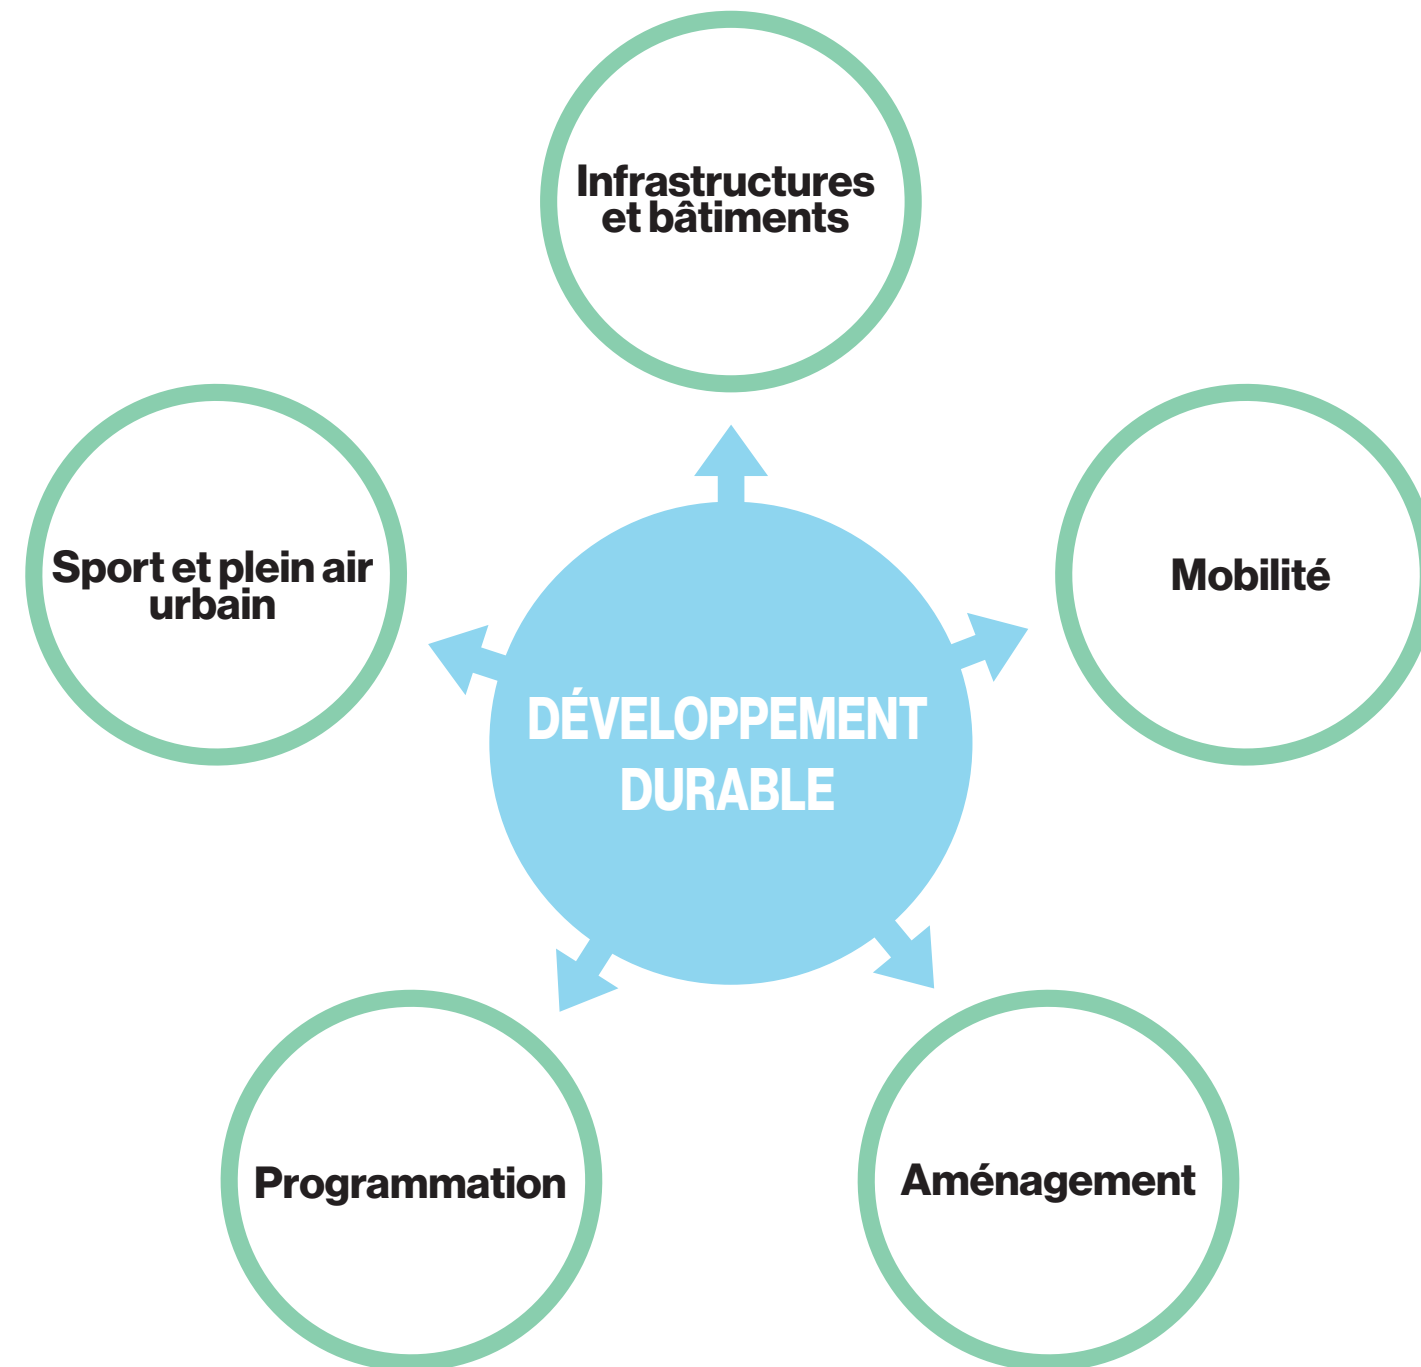 Infrastructures
et bâtiments
Sport et plein air
urbain
Mobilité
DÉVELOPPEMENT
DURABLE
Programmation
Aménagement